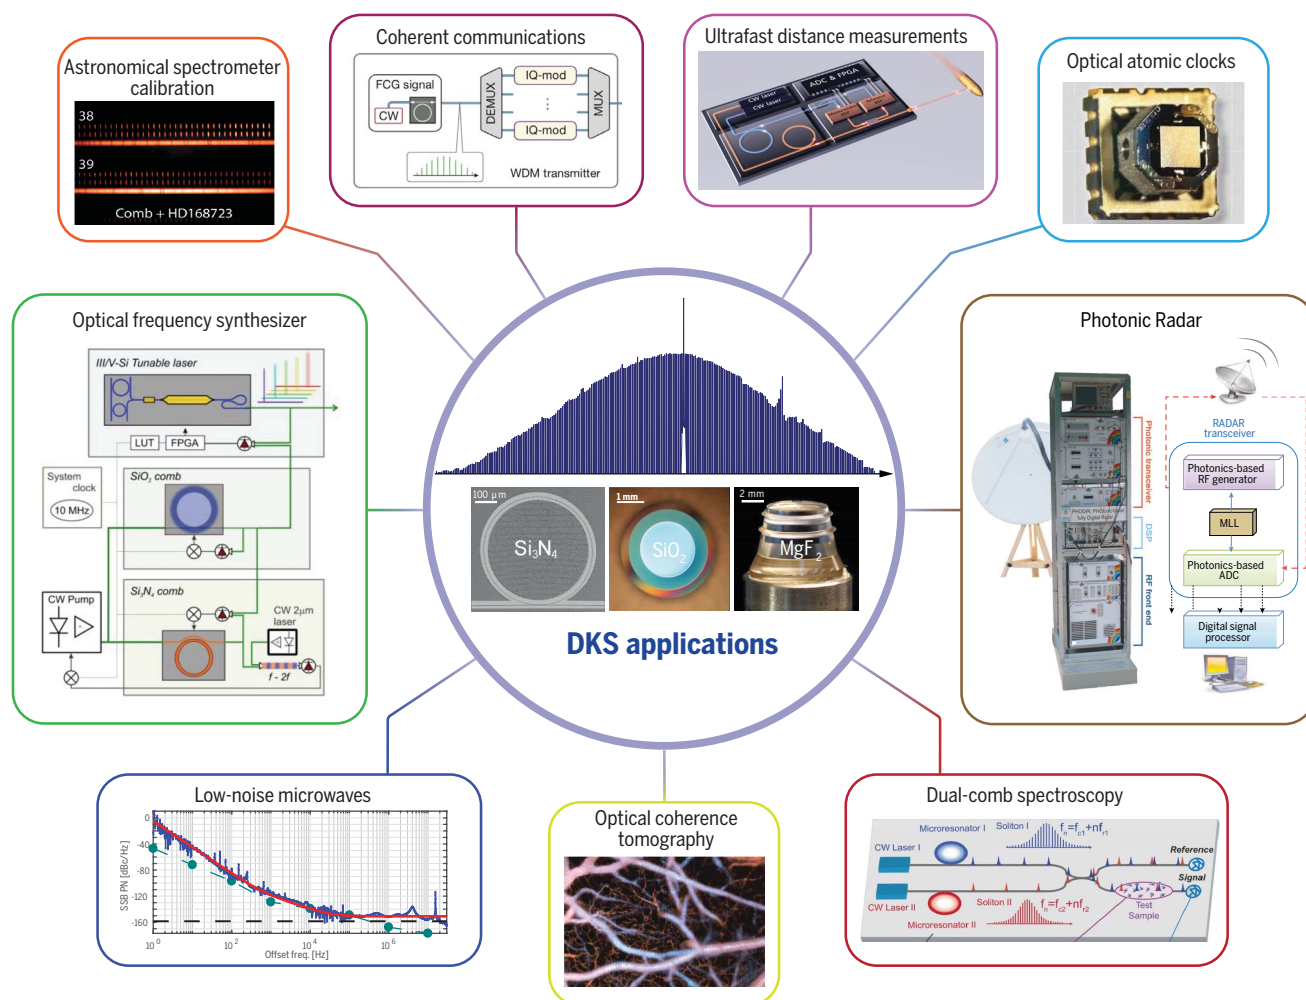 Astronomical spectrometer
calibration
38
39
Comb + HD168723
Coherent communications
FCG signal
CW
DEMUX
IQ-mod
IQ-mod
MUX
WDM transmitter
Ultrafast distance measurements
CW laser
CW laser
ADC & FPGA
Optical atomic clocks
Optical frequency synthesizer
III/V-Si Tunable laser
LUT
FPGA
System
clock
10 MHz
SiO2 comb
Si3N4 comb
CW Pump
CW 2μm
laser
f - 2f
100 μm
Si3N4
1 mm
SiO2
2 mm
MgF2
DKS applications
Photonic Radar
Photonic transceiver
DSP
RF front end
RADAR
transceiver
Photonics-based
RF generator
MLL
Photonics-based
ADC
Digital signal
processor
Low-noise microwaves
SSB PN [dBc/Hz]
0
-40
-80
-120
-160
10^0
10^2
10^4
10^6
Offset freq. [Hz]
Optical coherence
tomography
Dual-comb spectroscopy
Microresonator I
Soliton I
fn=fc1+nfr1
CW Laser I
Reference
Signal
CW Laser II
Soliton II
fn=fc2+nfr2
Microresonator II
Test
Sample